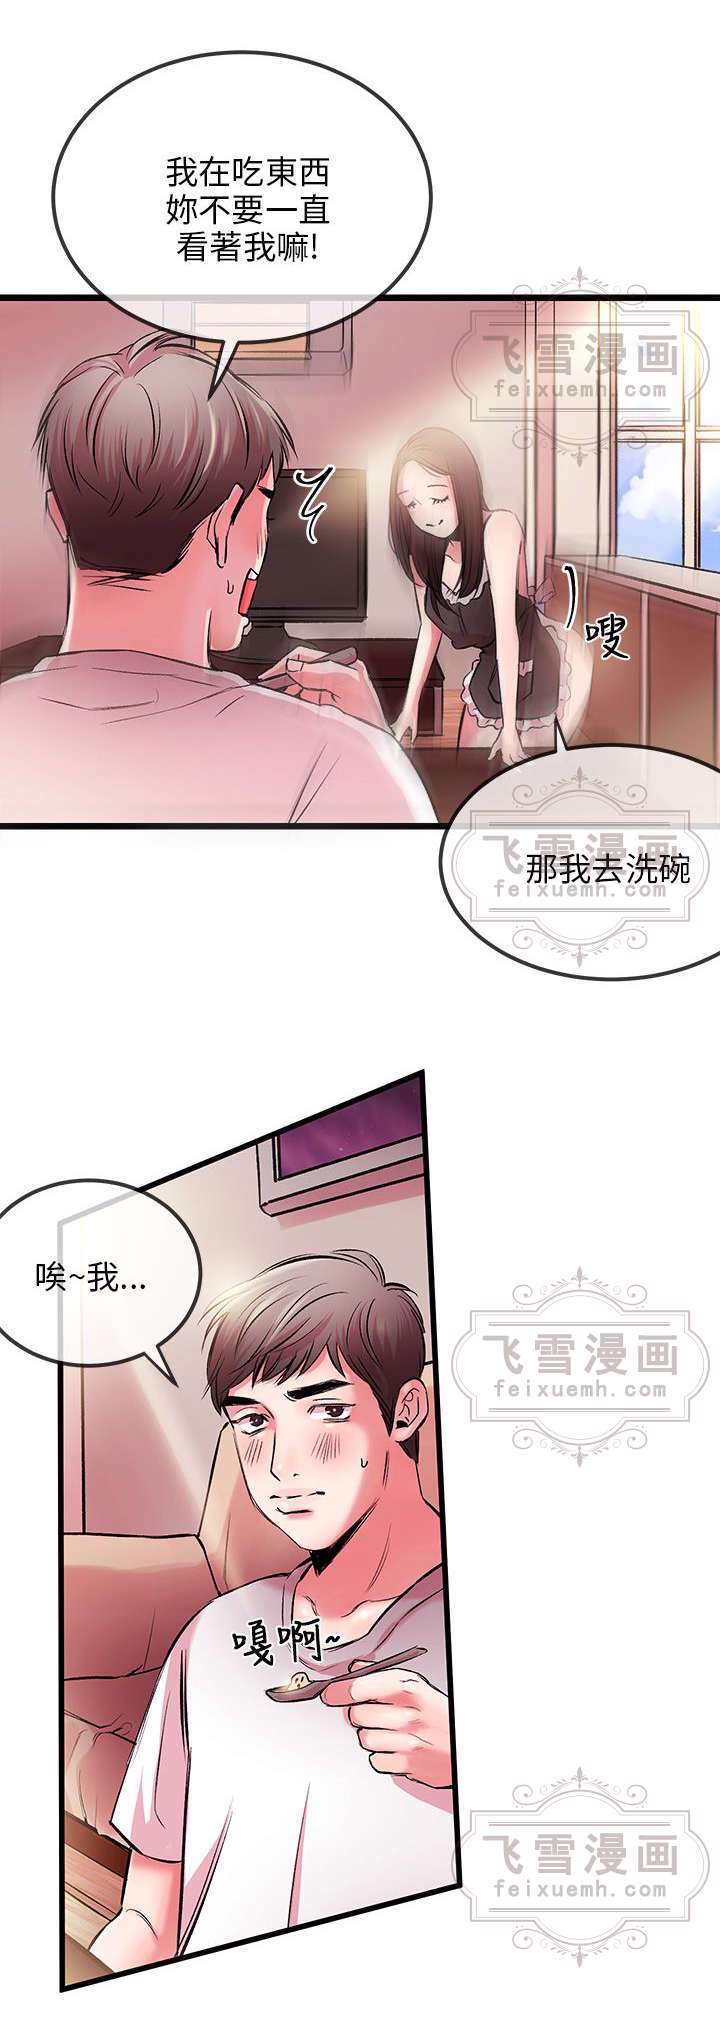 我在吃東西
妳不要一直
看著我嘛!
飞雪漫画
feixuemh.com
嗖
飞雪漫画
feixuemh.com
那我去洗碗
唉~我...
飞雪漫画
feixuemh.com
嘎啊~
飞雪漫画
feixuemh.com